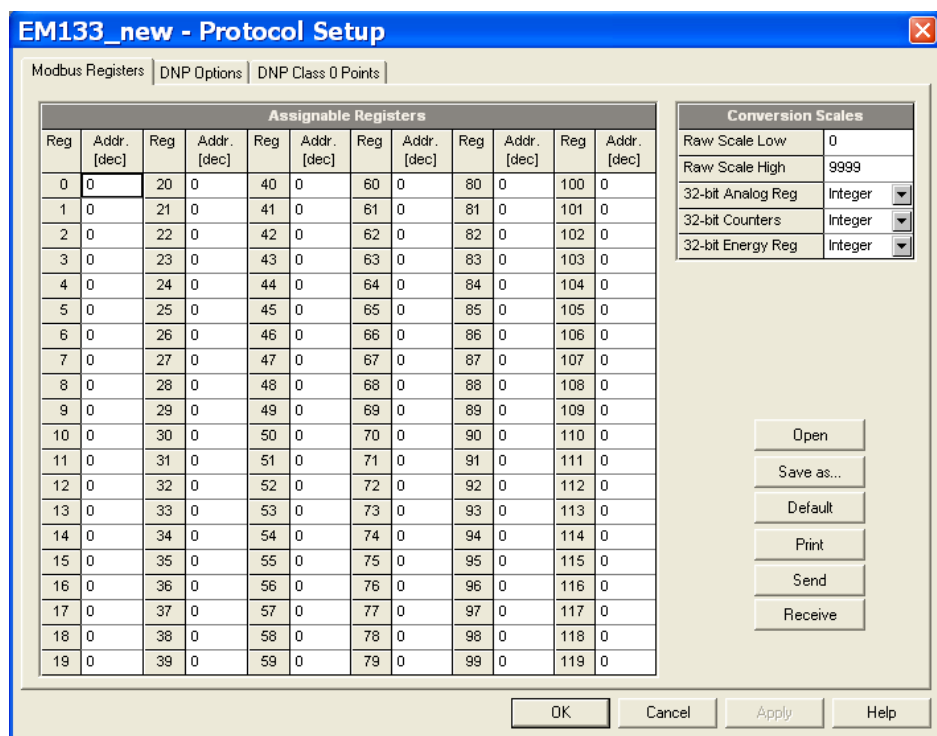 EM133_new - Protocol Setup
Modbus Registers DNP Options DNP Class 0 Points
Assignable Registers
Reg Addr. [dec] Reg Addr. [dec] Reg Addr. [dec] Reg Addr. [dec] Reg Addr. [dec] Reg Addr. [dec]
0 0 20 0 40 0 60 0 80 0 100 0
1 0 21 0 41 0 61 0 81 0 101 0
2 0 22 0 42 0 62 0 82 0 102 0
3 0 23 0 43 0 63 0 83 0 103 0
4 0 24 0 44 0 64 0 84 0 104 0
5 0 25 0 45 0 65 0 85 0 105 0
6 0 26 0 46 0 66 0 86 0 106 0
7 0 27 0 47 0 67 0 87 0 107 0
8 0 28 0 48 0 68 0 88 0 108 0
9 0 29 0 49 0 69 0 89 0 109 0
10 0 30 0 50 0 70 0 90 0 110 0
11 0 31 0 51 0 71 0 91 0 111 0
12 0 32 0 52 0 72 0 92 0 112 0
13 0 33 0 53 0 73 0 93 0 113 0
14 0 34 0 54 0 74 0 94 0 114 0
15 0 35 0 55 0 75 0 95 0 115 0
16 0 36 0 56 0 76 0 96 0 116 0
17 0 37 0 57 0 77 0 97 0 117 0
18 0 38 0 58 0 78 0 98 0 118 0
19 0 39 0 59 0 79 0 99 0 119 0
Conversion Scales
Raw Scale Low 0
Raw Scale High 9999
32-bit Analog Reg Integer
32-bit Counters Integer
32-bit Energy Reg Integer
Open
Save as...
Default
Print
Send
Receive
OK Cancel Apply Help